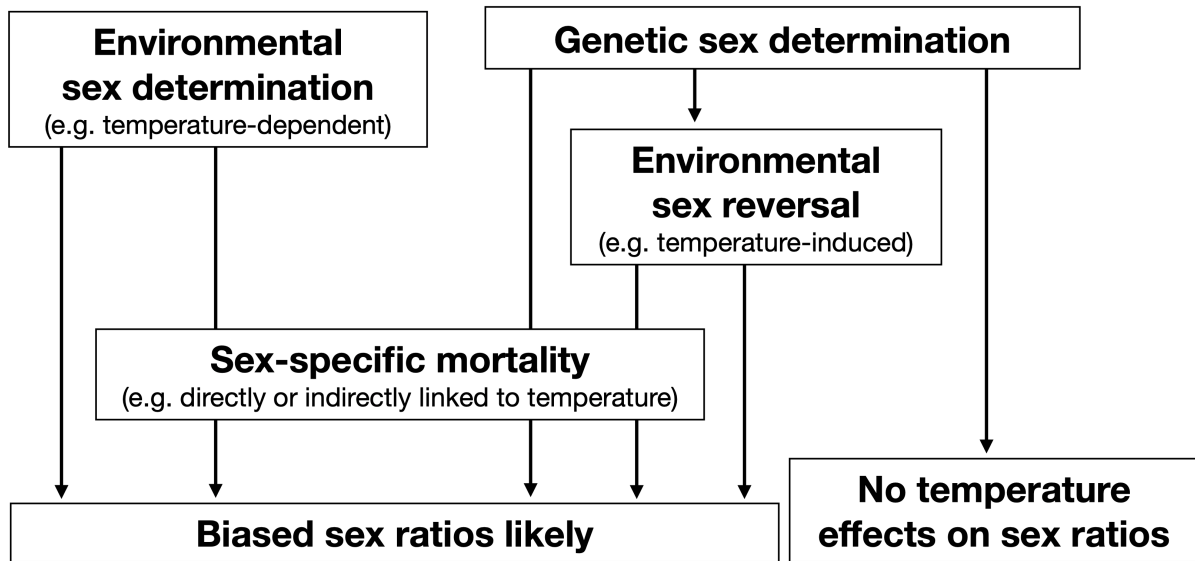 Environmental
sex determination
(e.g. temperature-dependent)
Genetic sex determination
Environmental
sex reversal
(e.g. temperature-induced)
Sex-specific mortality
(e.g. directly or indirectly linked to temperature)
Biased sex ratios likely
No temperature
effects on sex ratios